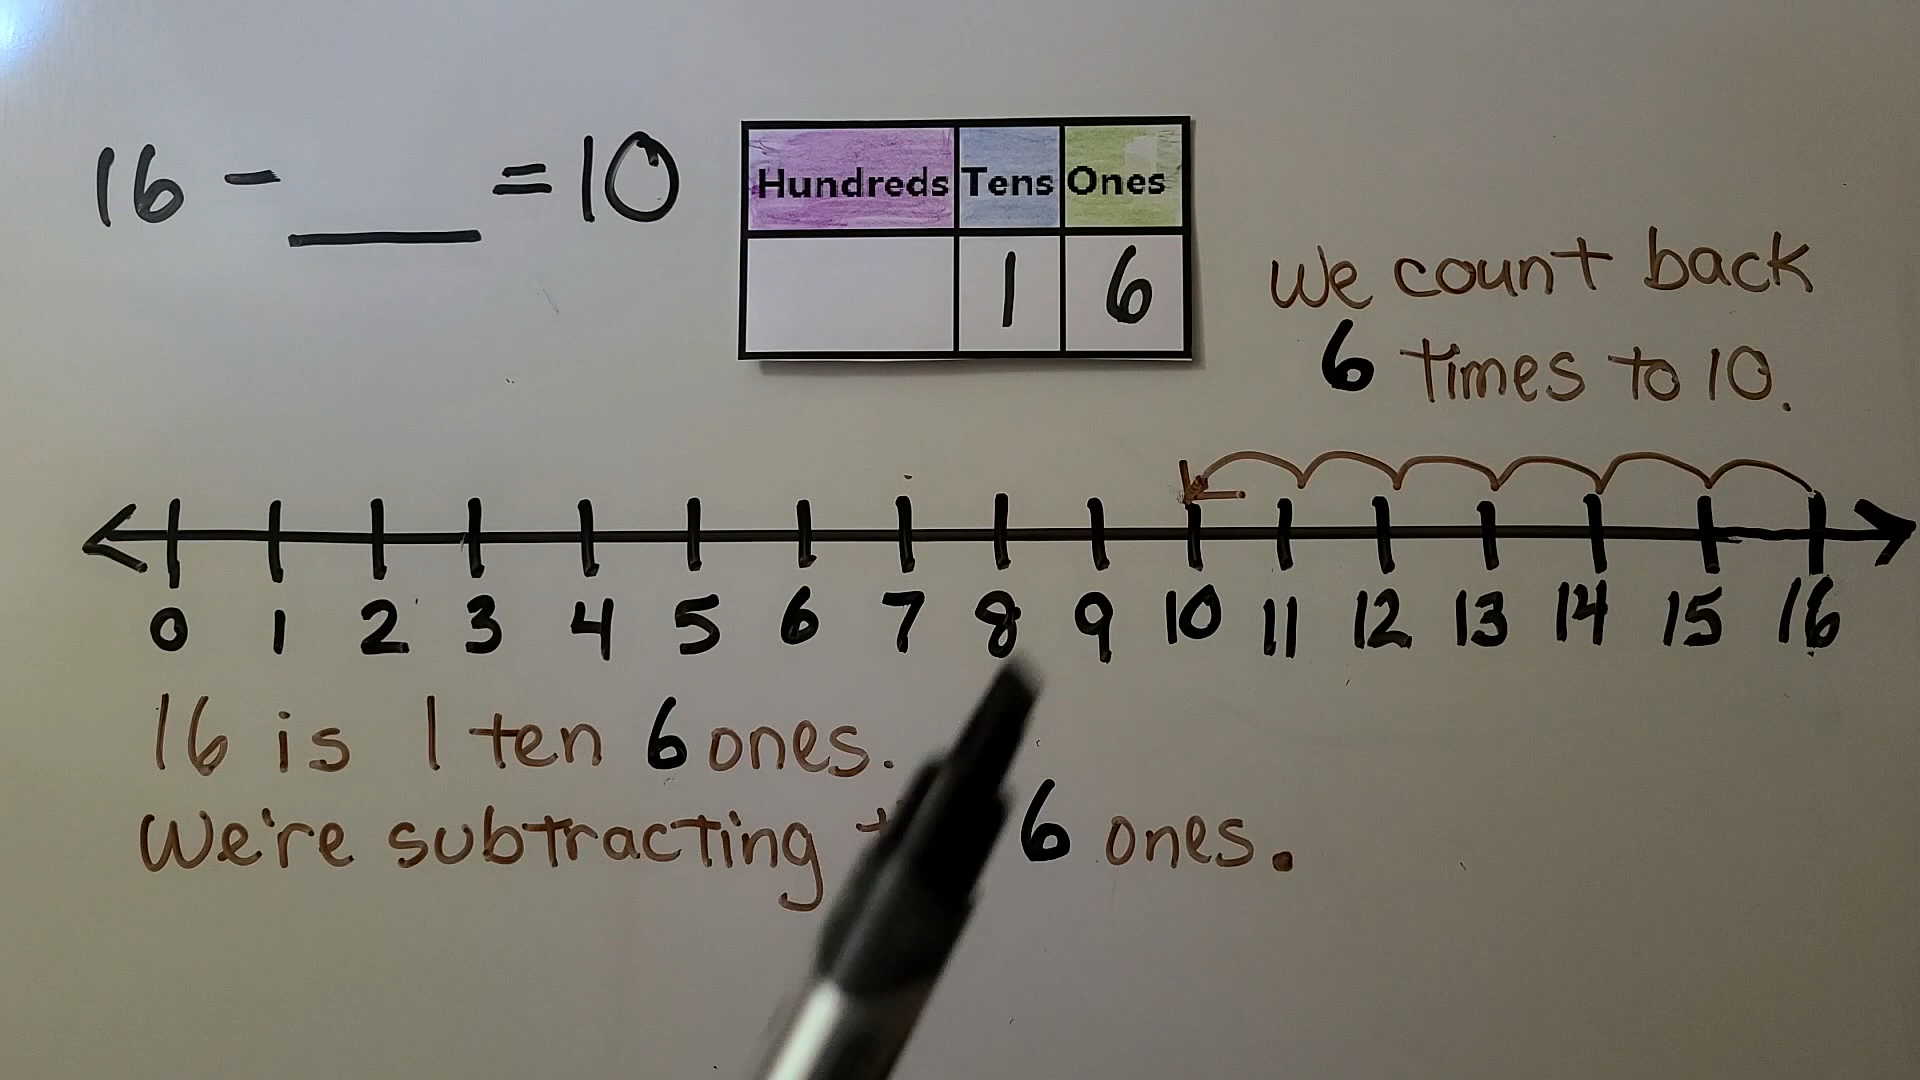 16 - ___ = 10
Hundreds Tens Ones
1 6
We count back
6 times to 10.
0 1 2 3 4 5 6 7 8 9 10 11 12 13 14 15 16
16 is 1 ten 6 ones.
We're subtracting 6 ones.